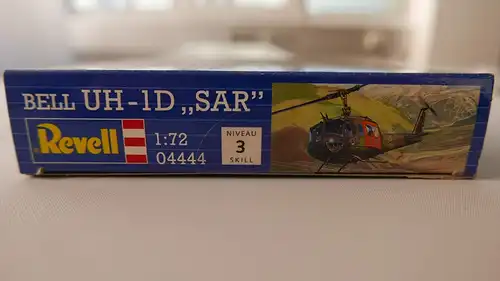 BELL UH-1D „SAR”
Revell
1:72
04444
NIVEAU
3
SKILL